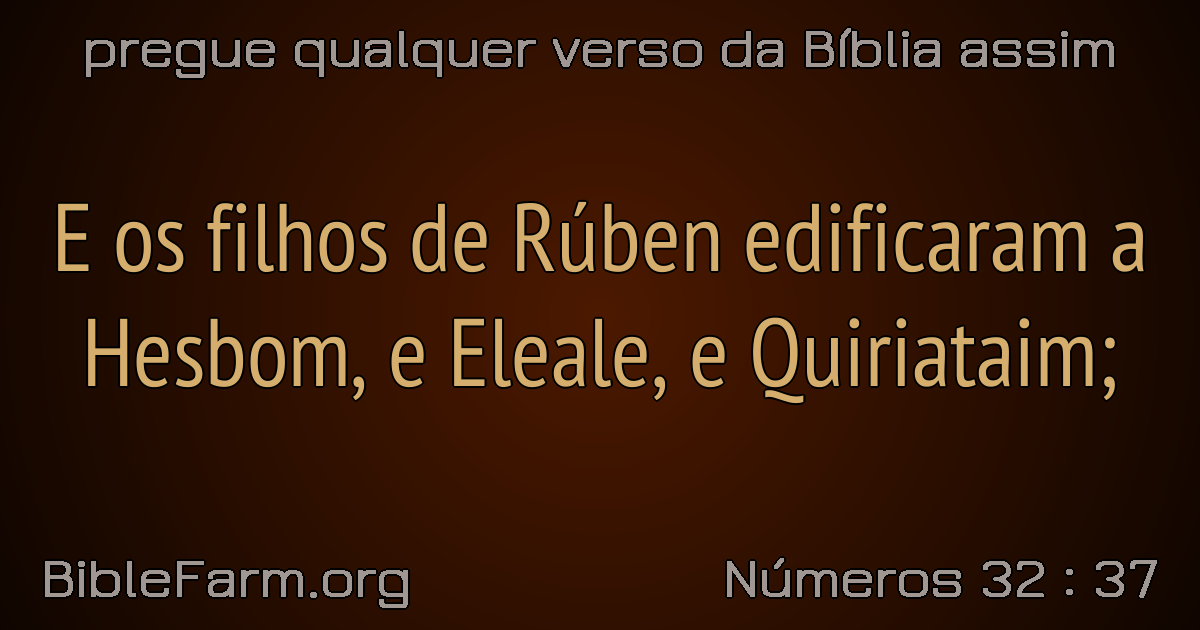 pregue qualquer verso da Bíblia assim
E os filhos de Rúben edificaram a
Hesbom, e Eleale, e Quiriataim;
BibleFarm.org
Números 32 : 37